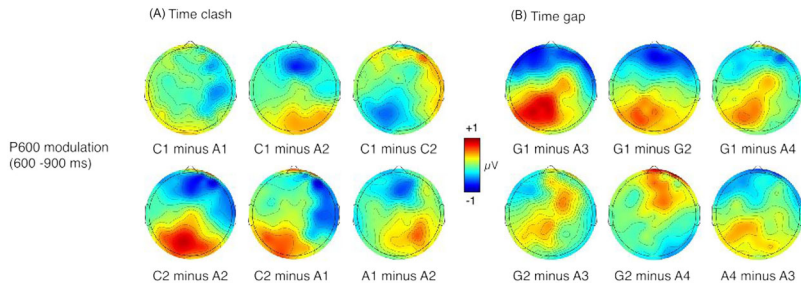 (A) Time clash
(B) Time gap
P600 modulation
(600 -900 ms)
C1 minus A1
C1 minus A2
C1 minus C2
+1
µV
-1
G1 minus A3
G1 minus G2
G1 minus A4
C2 minus A2
C2 minus A1
A1 minus A2
G2 minus A3
G2 minus A4
A4 minus A3